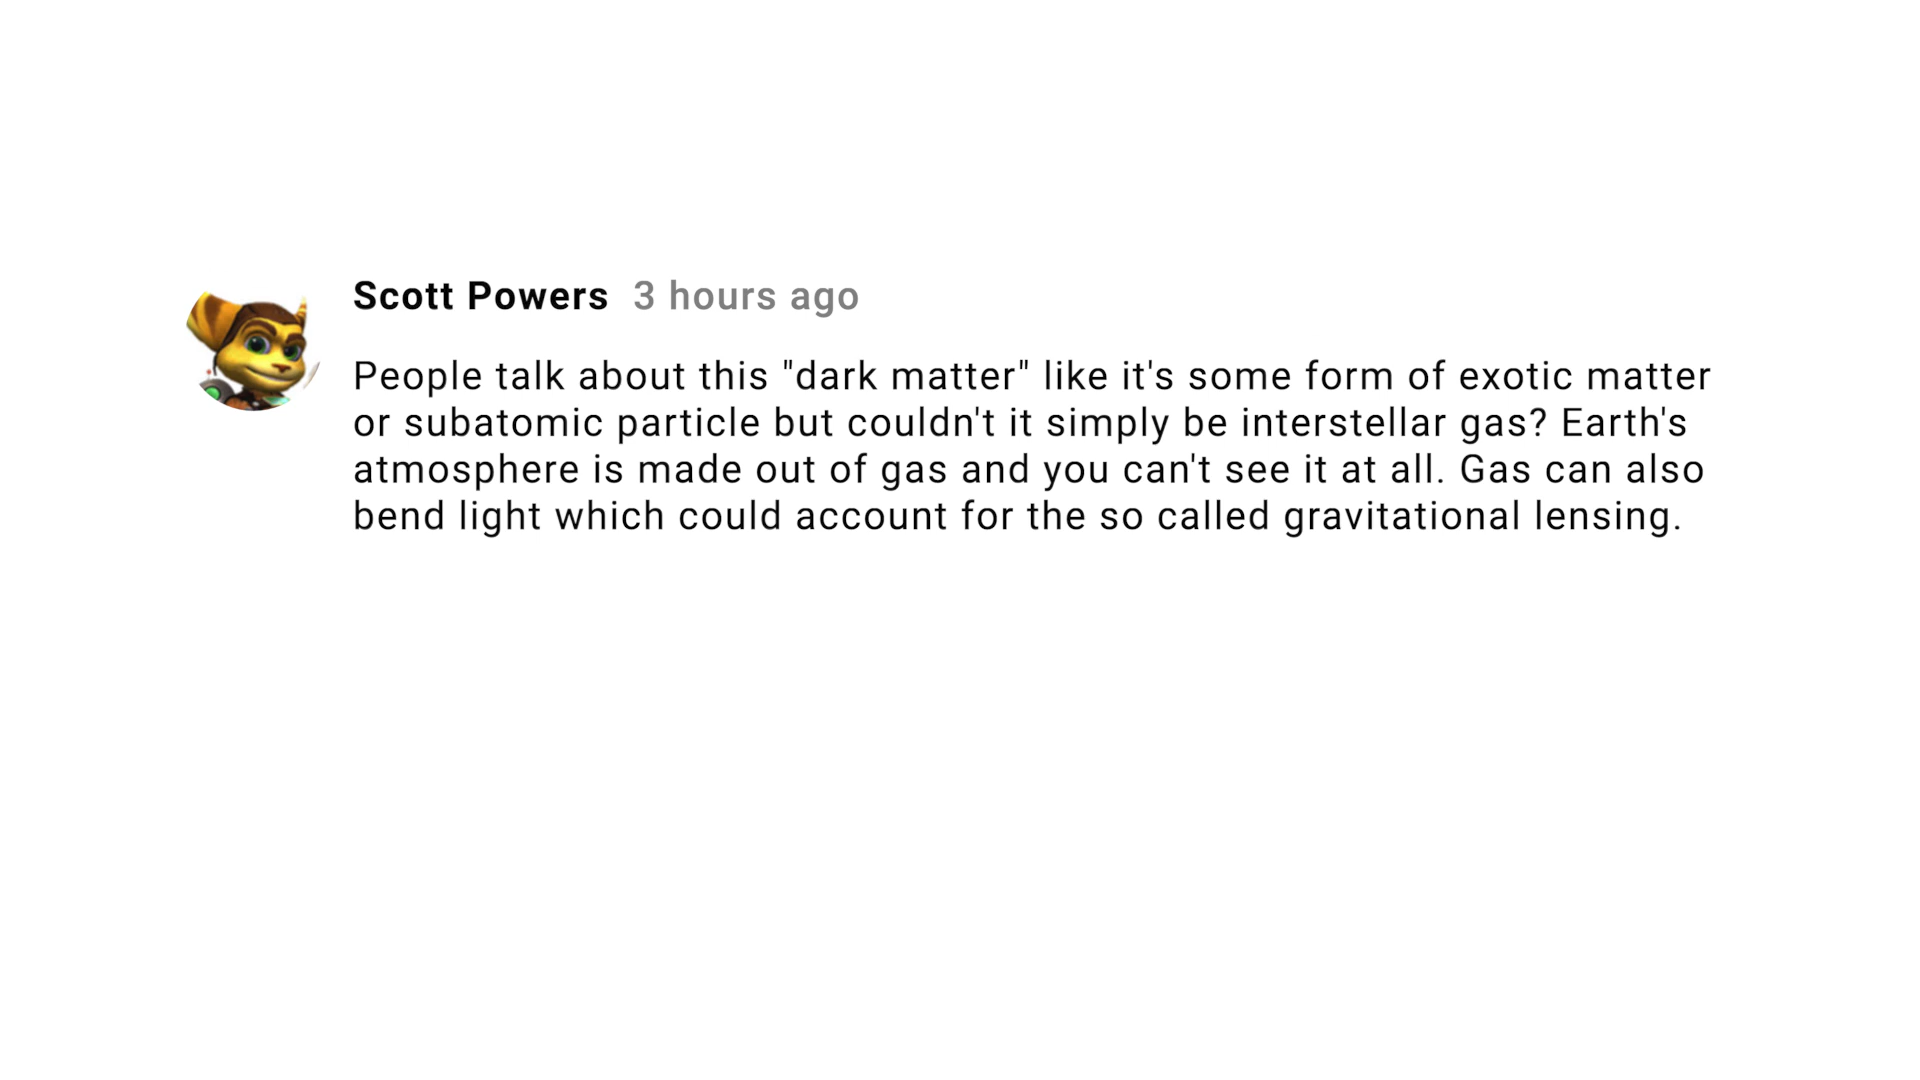 Scott Powers 3 hours ago
People talk about this "dark matter" like it's some form of exotic matter
or subatomic particle but couldn't it simply be interstellar gas? Earth's
atmosphere is made out of gas and you can't see it at all. Gas can also
bend light which could account for the so called gravitational lensing.